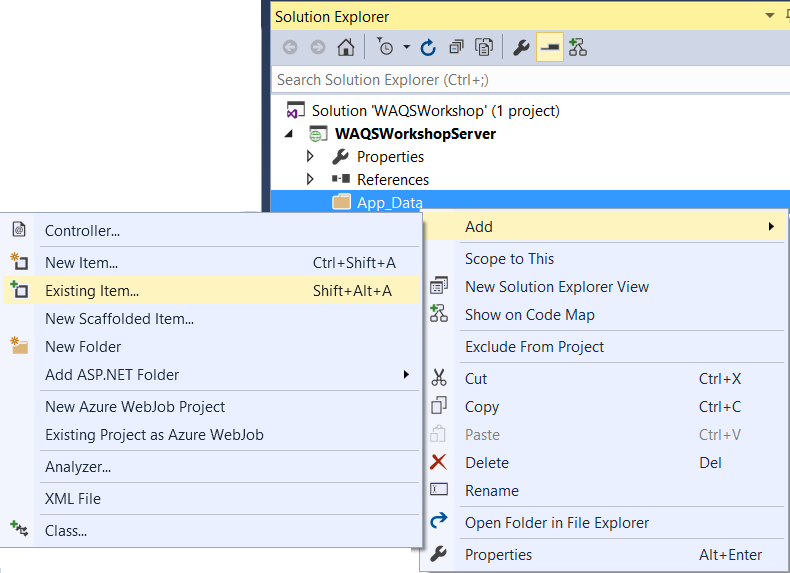 Solution Explorer
Search Solution Explorer (Ctrl+;)
Solution 'WAQSWorkshop' (1 project)
WAQSWorkshopServer
Properties
References
App_Data
Controller...
New Item... Ctrl+Shift+A
Existing Item... Shift+Alt+A
New Scaffolded Item...
New Folder
Add ASP.NET Folder
New Azure WebJob Project
Existing Project as Azure WebJob
Analyzer...
XML File
Class...
Add
Scope to This
New Solution Explorer View
Show on Code Map
Exclude From Project
Cut Ctrl+X
Copy Ctrl+C
Paste Ctrl+V
Delete Del
Rename
Open Folder in File Explorer
Properties Alt+Enter